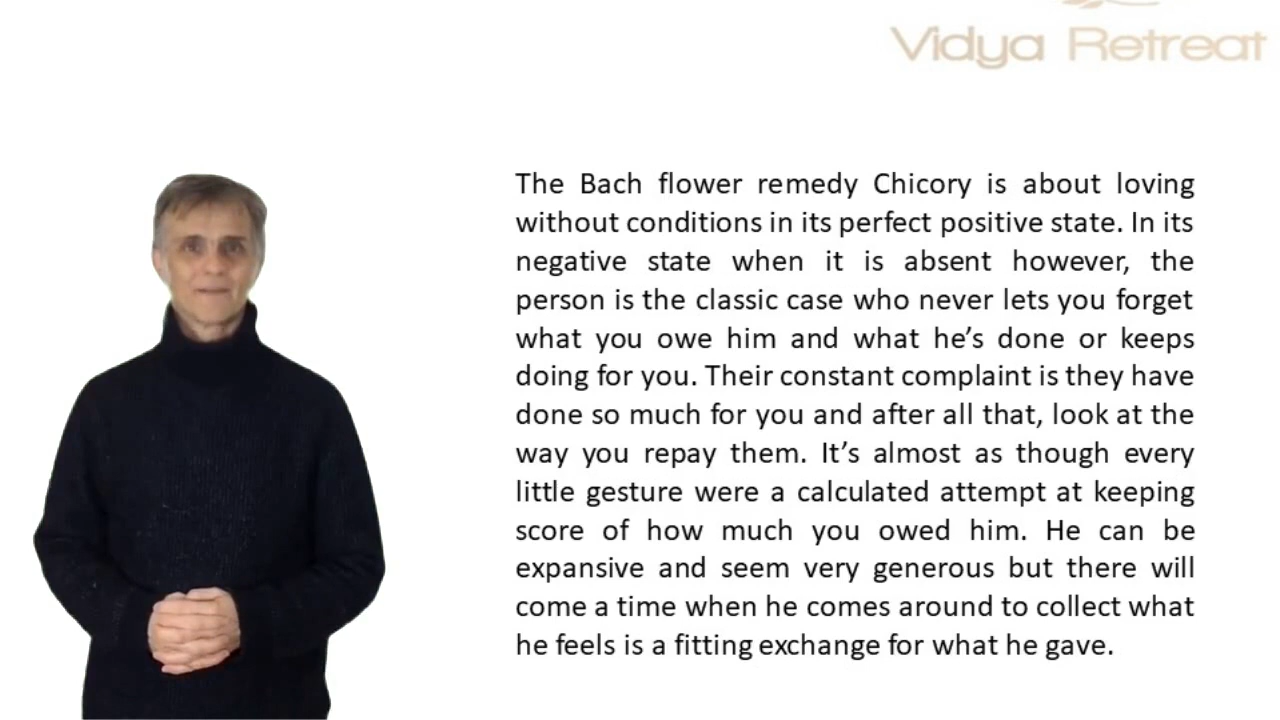 Vidya Retreat
The Bach flower remedy Chicory is about loving
without conditions in its perfect positive state. In its
negative state when it is absent however, the
person is the classic case who never lets you forget
what you owe him and what he’s done or keeps
doing for you. Their constant complaint is they have
done so much for you and after all that, look at the
way you repay them. It’s almost as though every
little gesture were a calculated attempt at keeping
score of how much you owed him. He can be
expansive and seem very generous but there will
come a time when he comes around to collect what
he feels is a fitting exchange for what he gave.